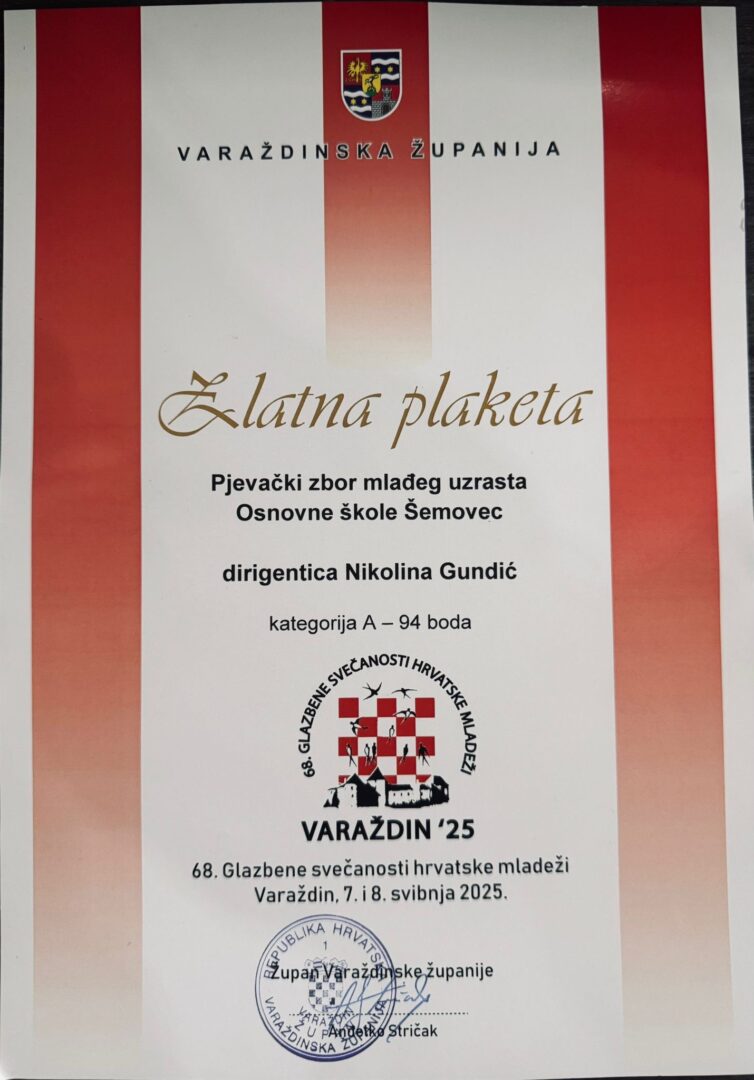 VARAŽDINSKA ŽUPANIJA
Zlatna plaketa
Pjevački zbor mlađeg uzrasta
Osnovne škole Šemovec
dirigentica Nikolina Gundić
kategorija A – 94 boda
68. GLAZBENE SVEČANOSTI HRVATSKE MLADEŽI
VARAŽDIN '25
68. Glazbene svečanosti hrvatske mladeži
Varaždin, 7. i 8. svibnja 2025.
REPUBLIKA HRVATSKA
1
Župan Varaždinske županije
VARAŽDINSKA ŽUPANIJA
Anđelko Stričak